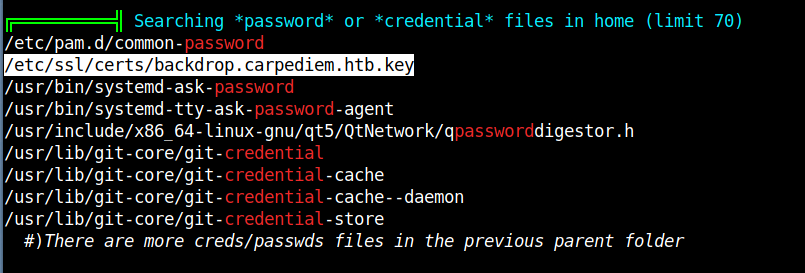 ╔══════════╣ Searching *password* or *credential* files in home (limit 70)
/etc/pam.d/common-password
/etc/ssl/certs/backdrop.carpediem.htb.key
/usr/bin/systemd-ask-password
/usr/bin/systemd-tty-ask-password-agent
/usr/include/x86_64-linux-gnu/qt5/QtNetwork/qpassworddigestor.h
/usr/lib/git-core/git-credential
/usr/lib/git-core/git-credential-cache
/usr/lib/git-core/git-credential-cache--daemon
/usr/lib/git-core/git-credential-store
#)There are more creds/passwds files in the previous parent folder